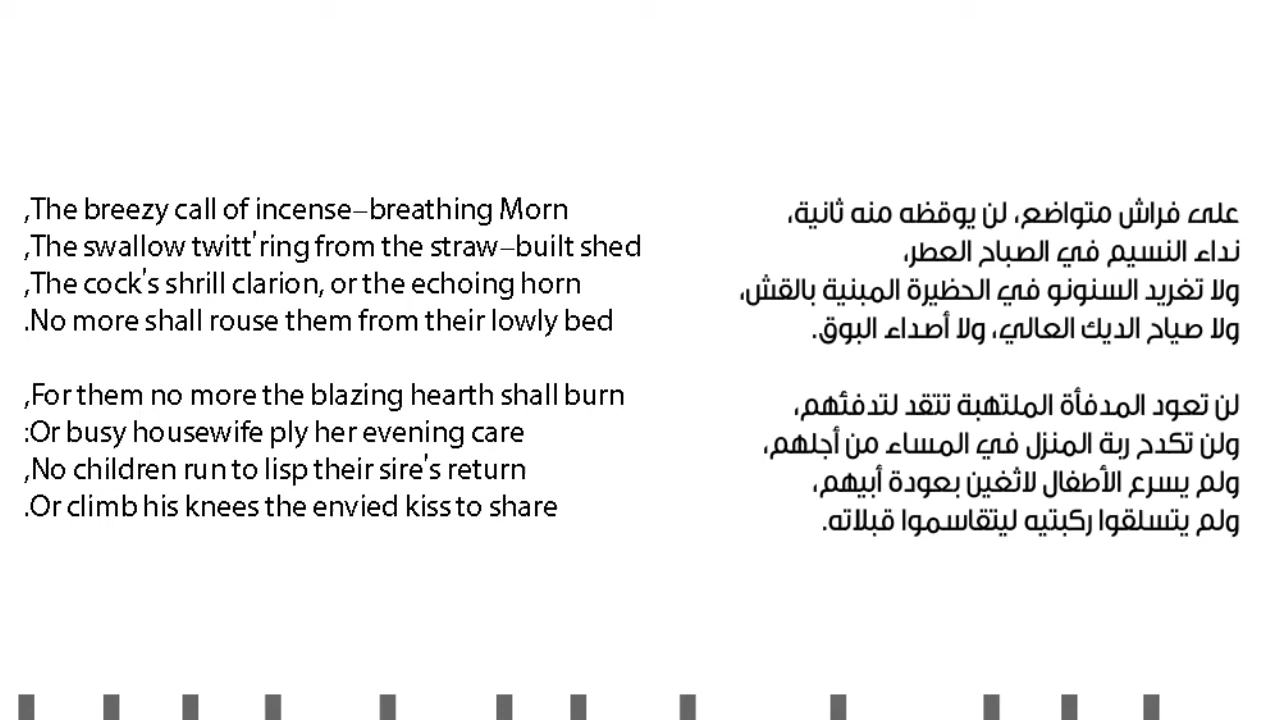 ,The breezy call of incense–breathing Morn
,The swallow twitt'ring from the straw–built shed
,The cock's shrill clarion, or the echoing horn
.No more shall rouse them from their lowly bed
,For them no more the blazing hearth shall burn
:Or busy housewife ply her evening care
,No children run to lisp their sire's return
.Or climb his knees the envied kiss to share
على فراش متواضع، لن يوقظه منه ثانية،
نداء النسيم في الصباح العطر،
ولا تغريد السنونو في الحظيرة المبنية بالقش،
ولا صياح الديك العالي، ولا أصداء البوق.
لن تعود المدفأة الملتهبة تتقد لتدفئهم،
ولن تكدح ربة المنزل في المساء من أجلهم،
ولم يسرع الأطفال لاثغين بعودة أبيهم،
ولم يتسلقوا ركبتيه ليتقاسموا قبلاته.